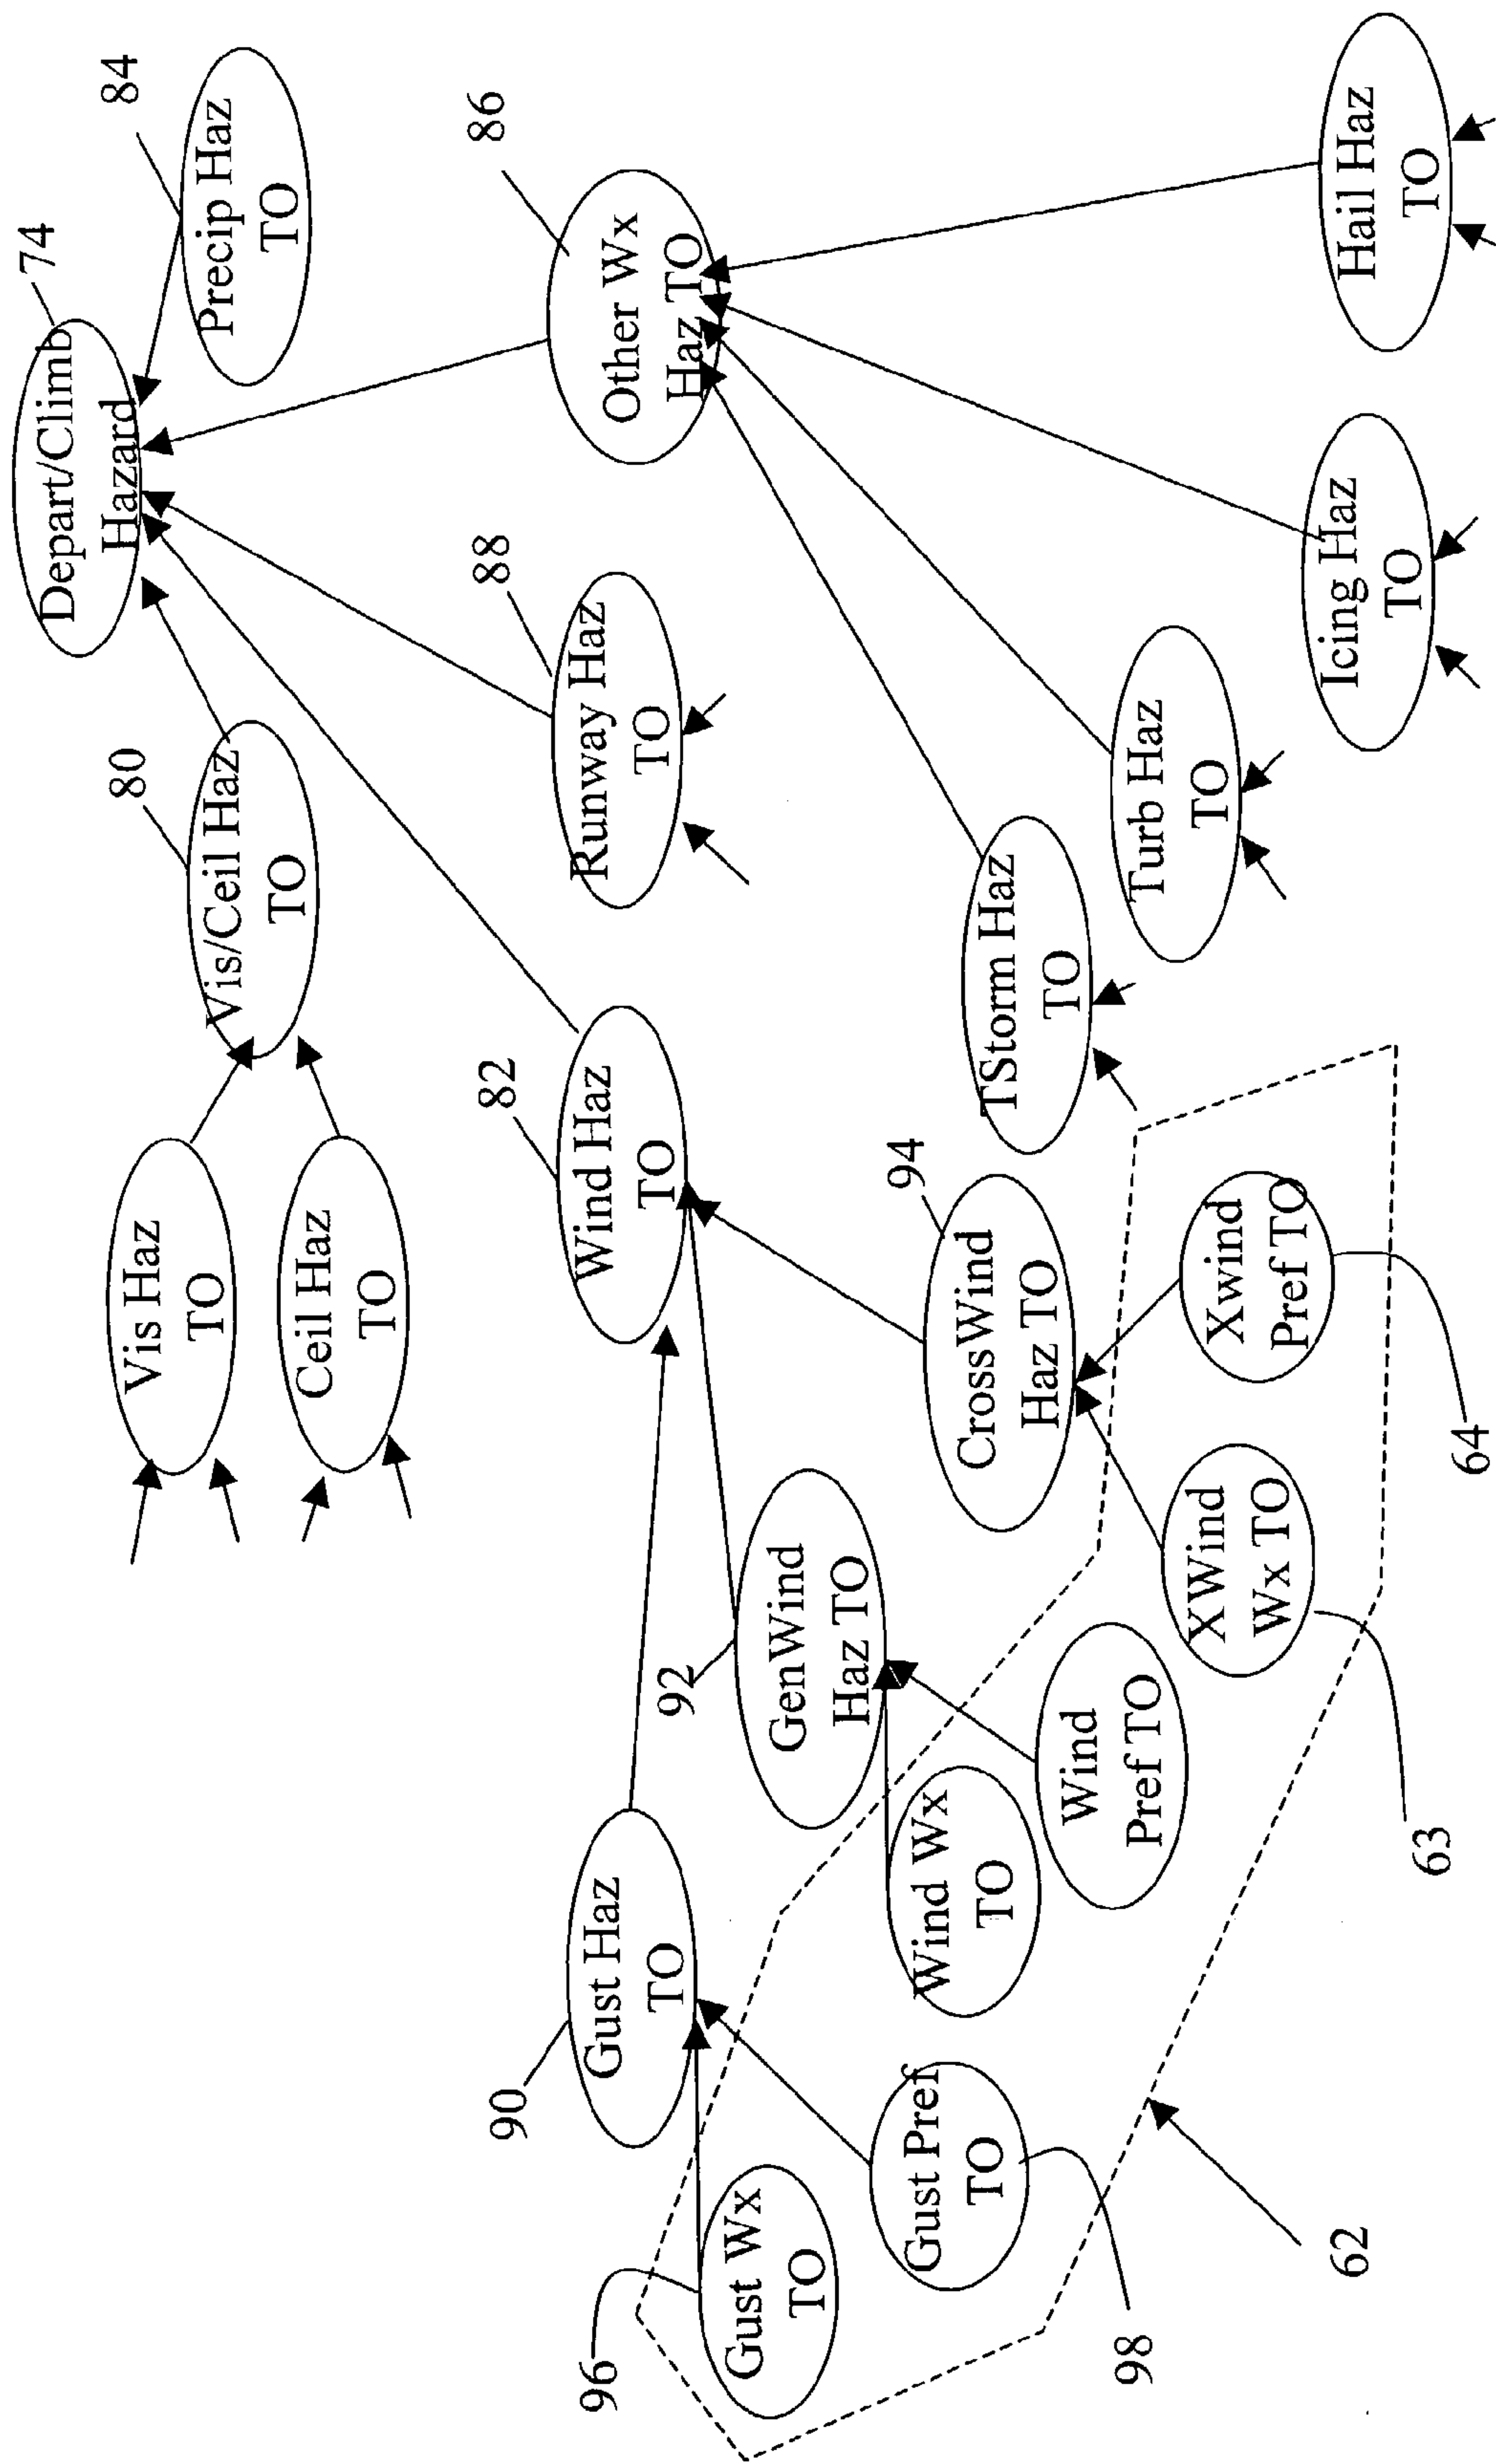 Depart/Climb
Hazard
74
Precip Haz
TO
84
Vis/Ceil Haz
TO
80
Vis Haz
TO
Ceil Haz
TO
Wind Haz
TO
82
Runway Haz
TO
88
Other Wx
Haz TO
86
Gust Haz
TO
90
GenWind
Haz TO
92
CrossWind
Haz TO
94
TStorm Haz
TO
Turb Haz
TO
Icing Haz
TO
Hail Haz
TO
Gust Wx
TO
96
Gust Pref
TO
98
Wind Wx
TO
Wind
Pref TO
XWind
Wx TO
63
Xwind
Pref TO
64
62